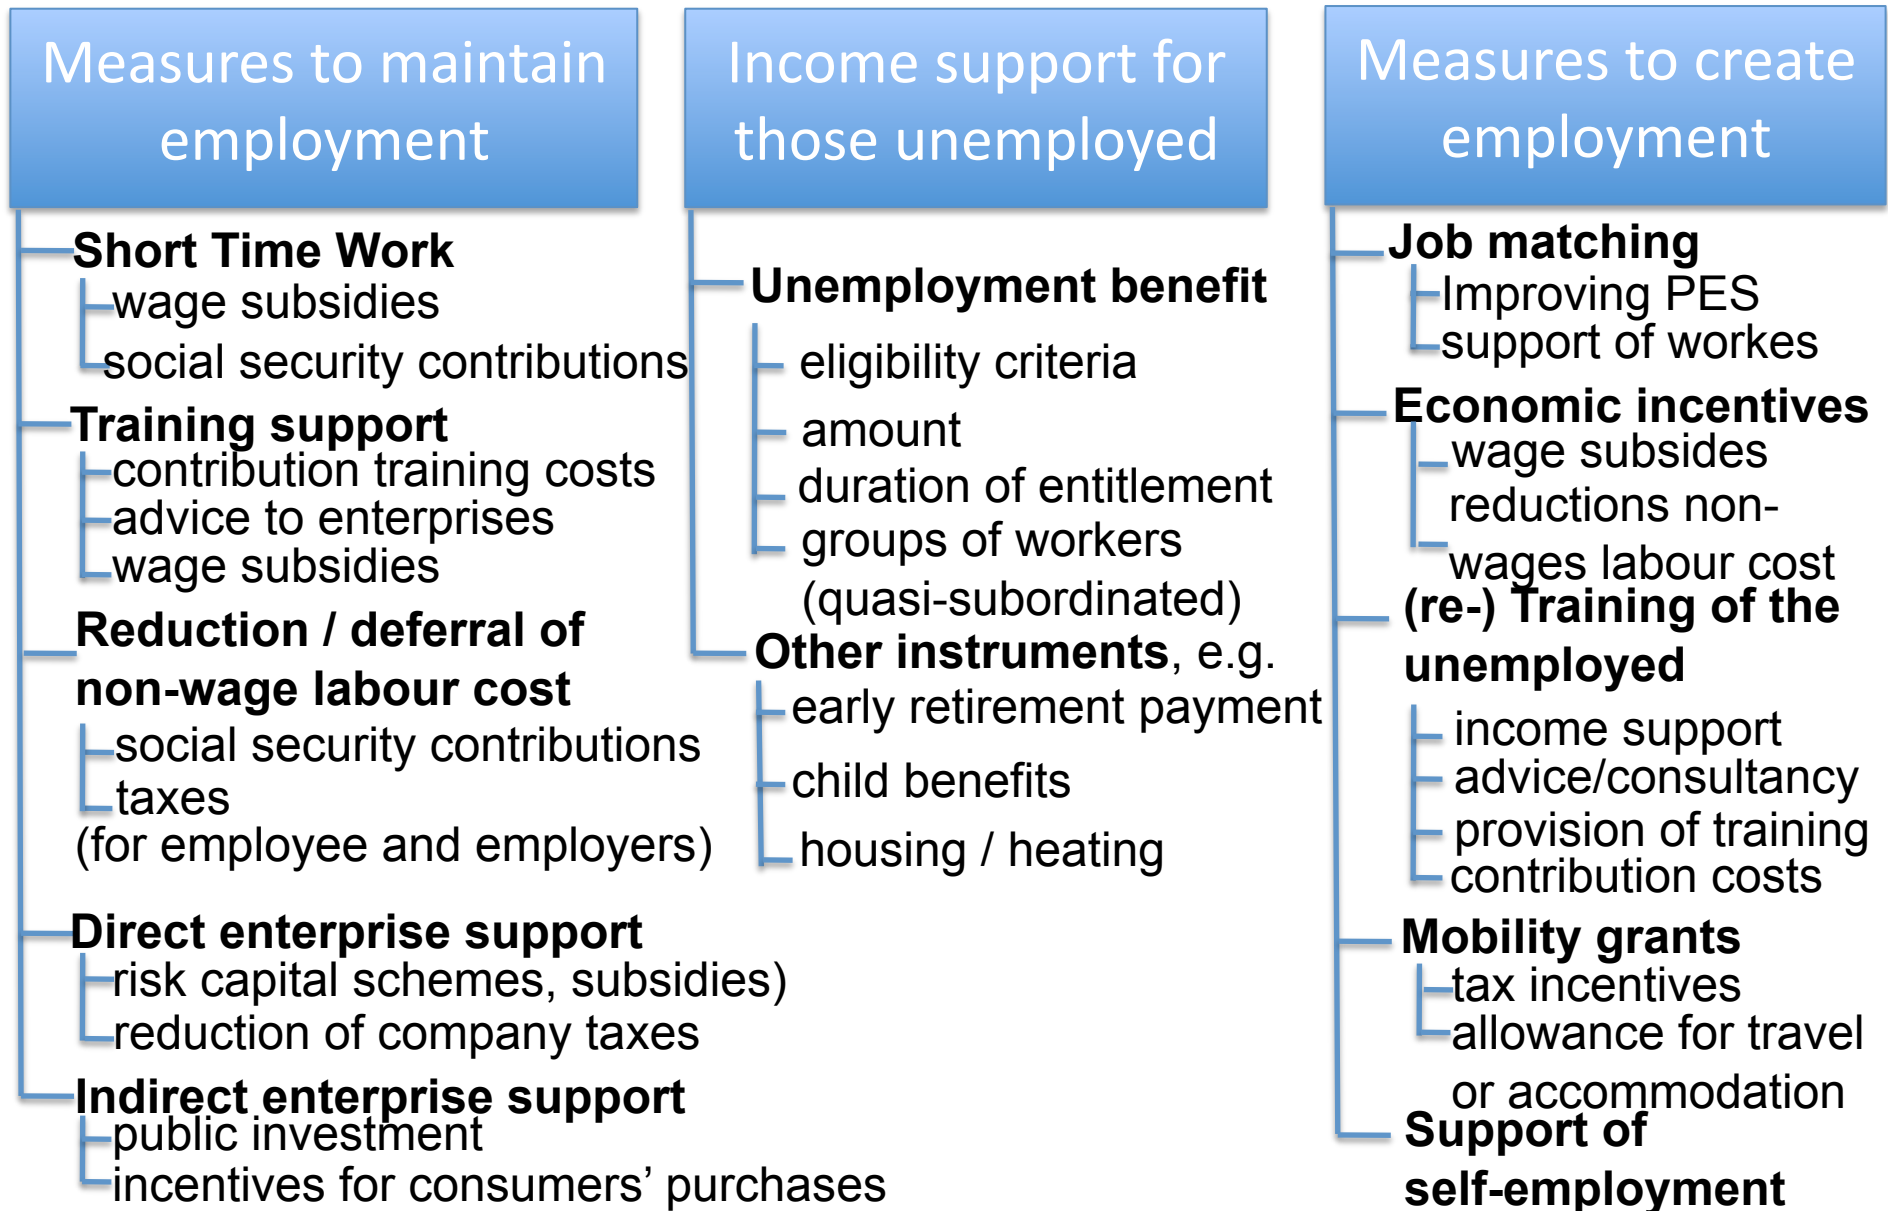 Measures to maintain
employment
Short Time Work
wage subsidies
social security contributions
Training support
contribution training costs
advice to enterprises
wage subsidies
Reduction / deferral of
non-wage labour cost
social security contributions
taxes
(for employee and employers)
Direct enterprise support
risk capital schemes, subsidies)
reduction of company taxes
Indirect enterprise support
public investment
incentives for consumers’ purchases
Income support for
those unemployed
Unemployment benefit
eligibility criteria
amount
duration of entitlement
groups of workers
(quasi-subordinated)
Other instruments, e.g.
early retirement payment
child benefits
housing / heating
Measures to create
employment
Job matching
Improving PES
support of workes
Economic incentives
wage subsides
reductions non-
wages labour cost
(re-) Training of the
unemployed
income support
advice/consultancy
provision of training
contribution costs
Mobility grants
tax incentives
allowance for travel
or accommodation
Support of
self-employment